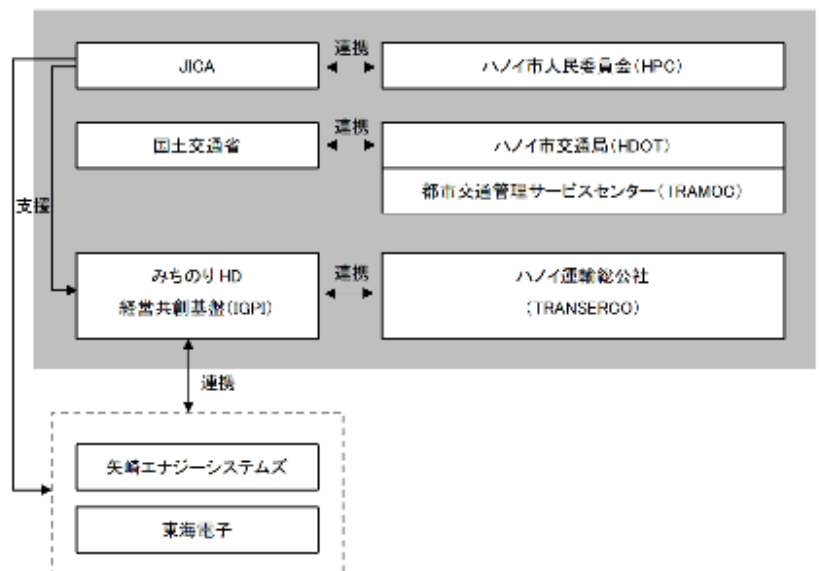 連携
JICA
ハノイ市人民委員会(HPC)
連携
国土交通省
ハノイ市交通局(HDOT)
都市交通管理サービスセンター(TRAMOC)
支援
みちのりHD
経営共創基盤(IGPI)
連携
ハノイ運輸総公社
(TRANSERCO)
連携
矢崎エナジーシステムズ
東海電子